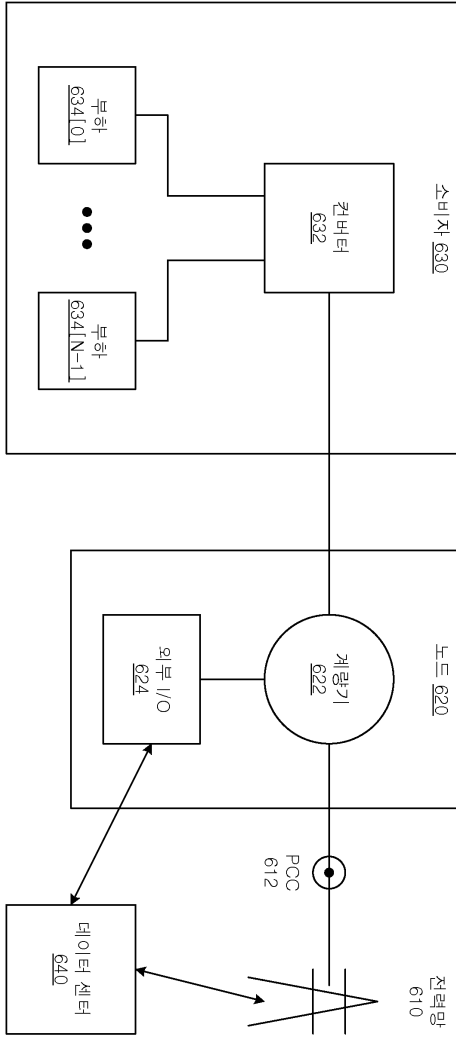 소비자 630
컨버터
632
부하
634[0]
부하
634[N-1]
노드 620
계량기
622
외부 I/O
624
PCC
612
전력망
610
데이터 센터
640